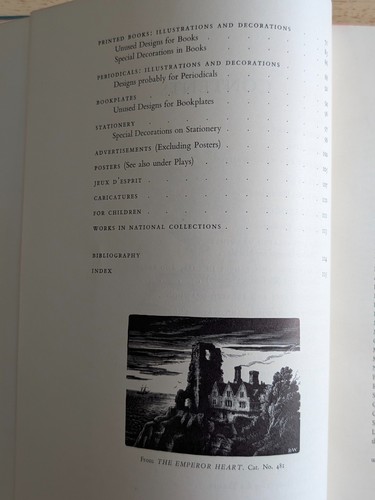 PRINTED BOOKS: ILLUSTRATIONS AND DECORATIONS
Unused Designs for Books
Special Decorations in Books
PERIODICALS: ILLUSTRATIONS AND DECORATIONS
Designs probably for Periodicals
BOOKPLATES
Unused Designs for Bookplates
STATIONERY
Special Decorations on Stationery
ADVERTISEMENTS (Excluding Posters)
POSTERS (See also under Plays)
JEUX D'ESPRIT
CARICATURES
FOR CHILDREN
WORKS IN NATIONAL COLLECTIONS
BIBLIOGRAPHY
INDEX
RW
From THE EMPEROR HEART. Cat. No. 481